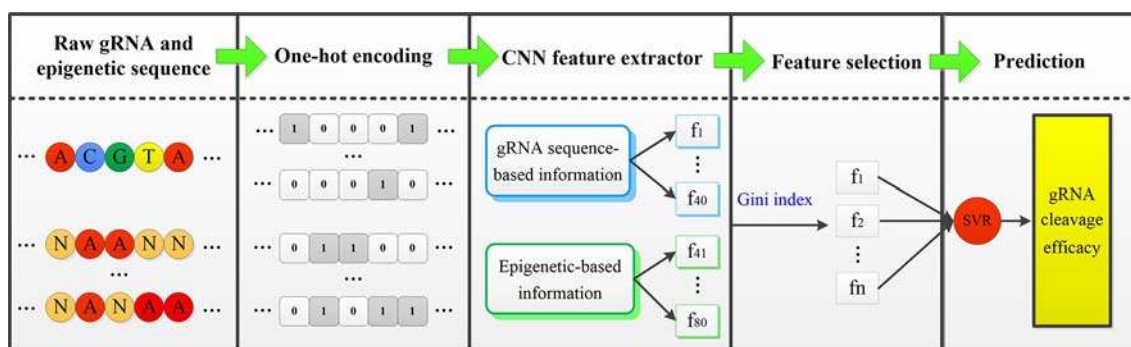 Raw gRNA and
epigenetic sequence
One-hot encoding
CNN feature extractor
Feature selection
Prediction
... A C G T A ...
... N A A N N ...
...
... N A N A A ...
... 1 0 0 0 1 ...
...
... 0 0 0 1 0 ...
... 0 1 1 0 0 ...
...
... 0 1 0 1 1 ...
gRNA sequence-
based information
f1
...
f40
Epigenetic-based
information
f41
...
f80
Gini index
f1
f2
...
fn
SVR
gRNA
cleavage
efficacy